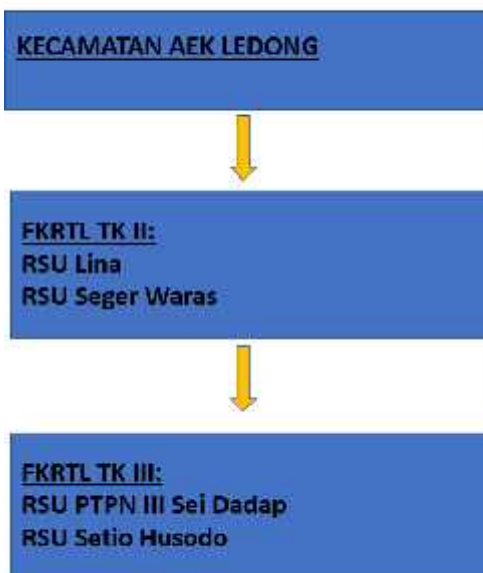 KECAMATAN AEK LEDONG
FKRTL TK II:
RSU Lina
RSU Seger Waras
FKRTL TK III:
RSU PTPN III Sei Dadap
RSU Setio Husodo